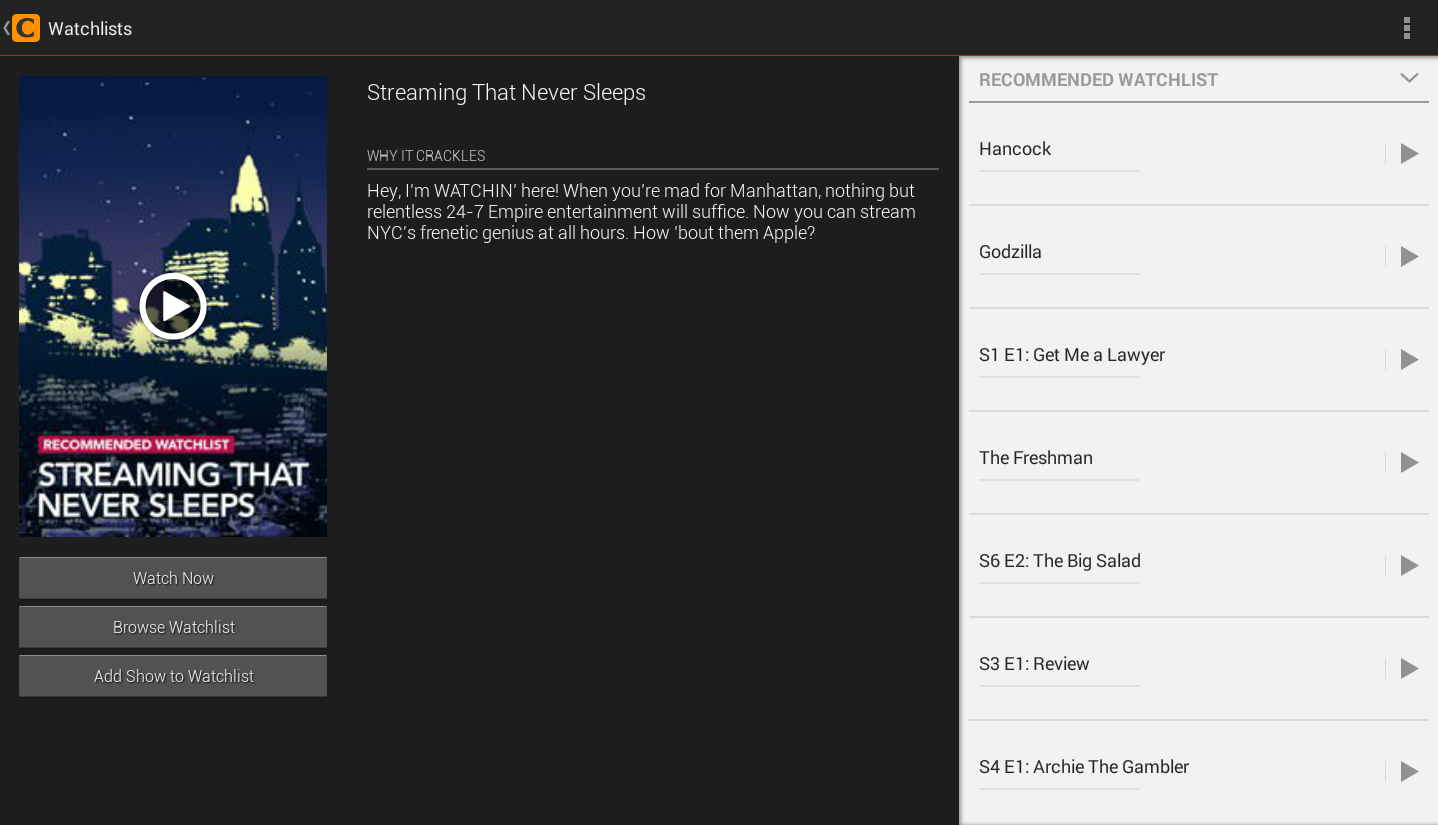 C Watchlists
RECOMMENDED WATCHLIST
STREAMING THAT
NEVER SLEEPS
Watch Now
Browse Watchlist
Add Show to Watchlist
Streaming That Never Sleeps
WHY IT CRACKLES
Hey, I'm WATCHIN' here! When you're mad for Manhattan, nothing but
relentless 24-7 Empire entertainment will suffice. Now you can stream
NYC's frenetic genius at all hours. How 'bout them Apple?
RECOMMENDED WATCHLIST
Hancock
Godzilla
S1 E1: Get Me a Lawyer
The Freshman
S6 E2: The Big Salad
S3 E1: Review
S4 E1: Archie The Gambler